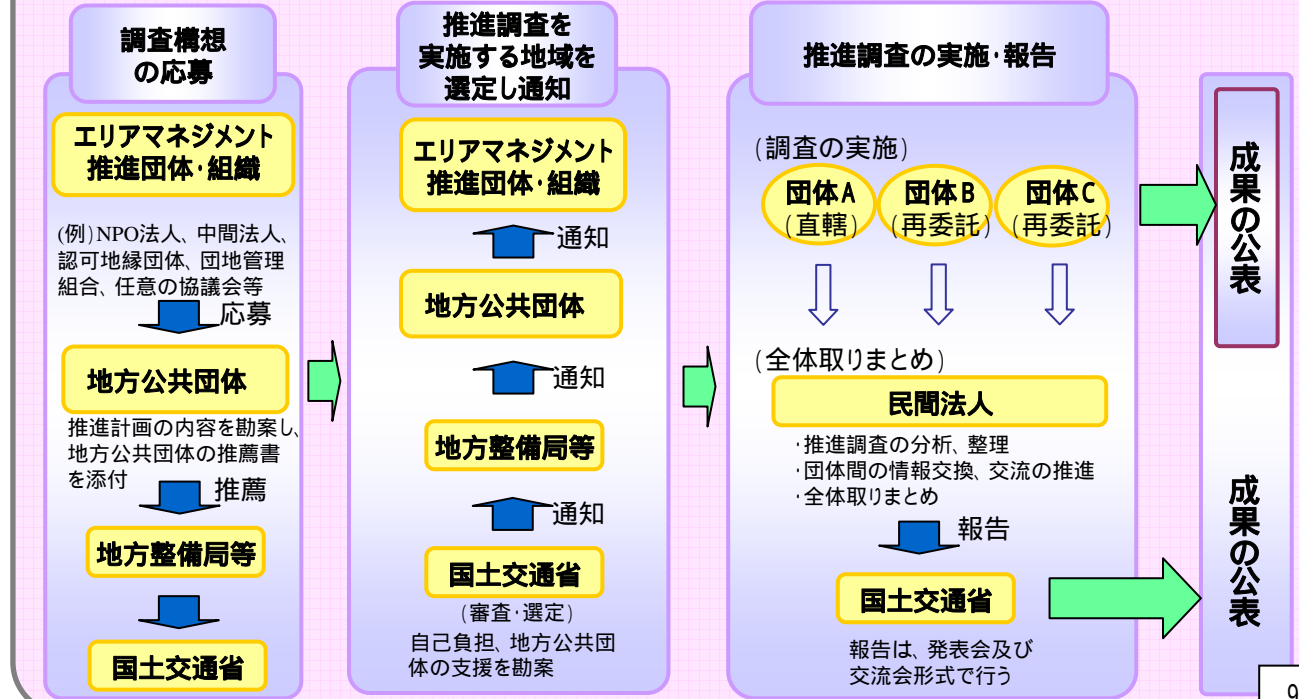 調査構想
の応募
エリアマネジメント
推進団体・組織
(例)NPO法人、中間法人、
認可地縁団体、団地管理
組合、任意の協議会等
応募
地方公共団体
推進計画の内容を勘案し、
地方公共団体の推薦書
を添付
推薦
地方整備局等
国土交通省
推進調査を
実施する地域を
選定し通知
エリアマネジメント
推進団体・組織
通知
地方公共団体
通知
地方整備局等
通知
国土交通省
(審査・選定)
自己負担、地方公共団
体の支援を勘案
推進調査の実施・報告
(調査の実施)
団体A
(直轄)
団体B
(再委託)
団体C
(再委託)
(全体取りまとめ)
民間法人
・推進調査の分析、整理
・団体間の情報交換、交流の推進
・全体取りまとめ
報告
国土交通省
報告は、発表会及び
交流会形式で行う
成果の公表
成果の公表